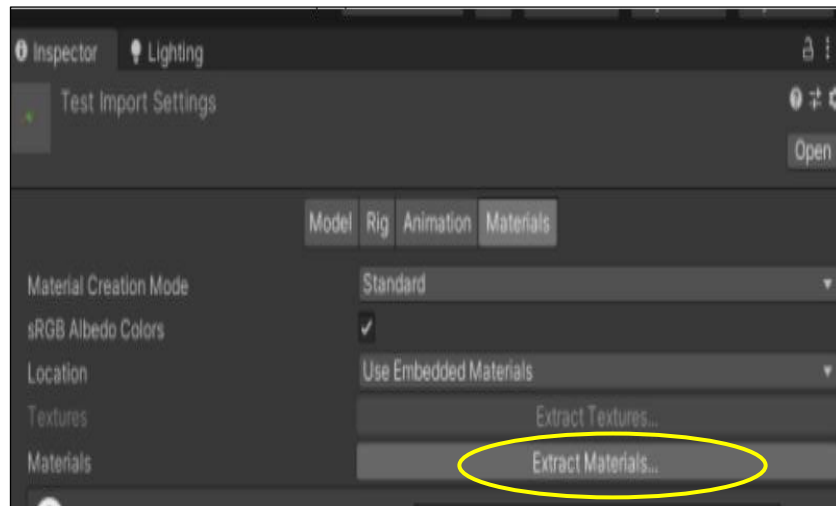 Inspector Lighting
Test Import Settings
Open
Model Rig Animation Materials
Material Creation Mode Standard
sRGB Albedo Colors
Location Use Embedded Materials
Textures Extract Textures...
Materials Extract Materials...